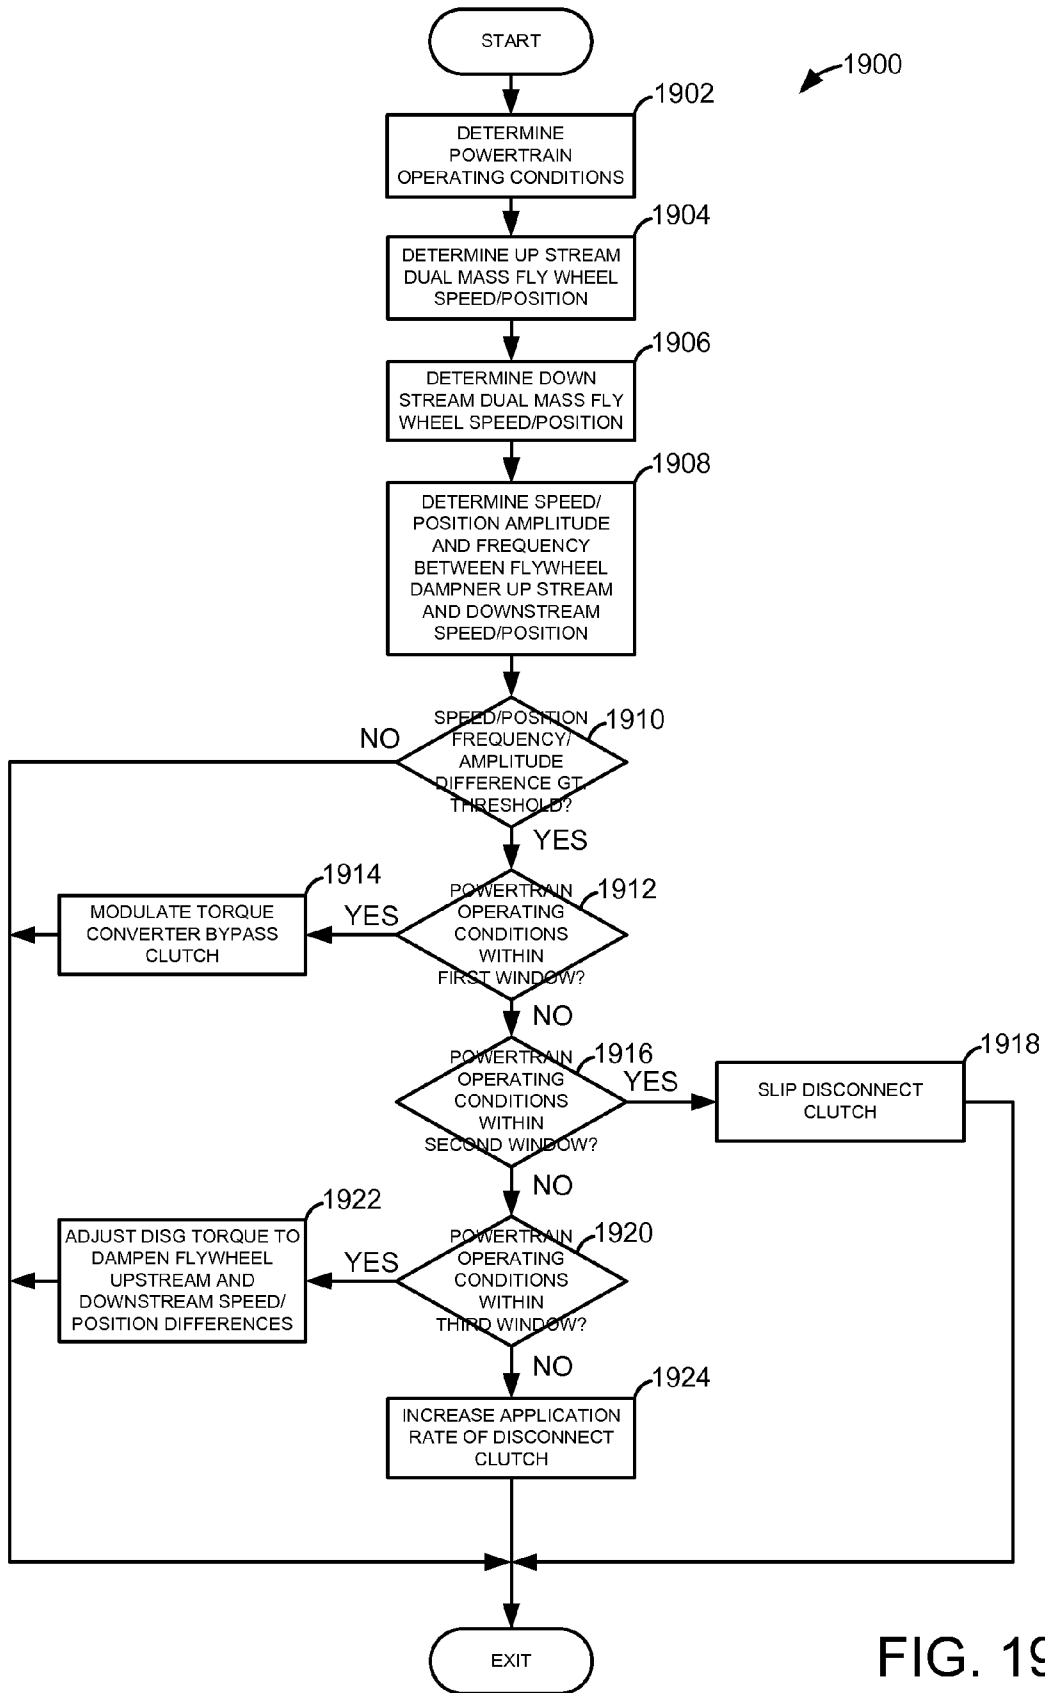 START
1900
1902
DETERMINE
POWERTRAIN
OPERATING CONDITIONS
1904
DETERMINE UP STREAM
DUAL MASS FLY WHEEL
SPEED/POSITION
1906
DETERMINE DOWN
STREAM DUAL MASS FLY
WHEEL SPEED/POSITION
1908
DETERMINE SPEED/
POSITION AMPLITUDE
AND FREQUENCY
BETWEEN FLYWHEEL
DAMPNER UP STREAM
AND DOWNSTREAM
SPEED/POSITION
1910
SPEED/POSITION
FREQUENCY/
AMPLITUDE
DIFFERENCE GT.
THRESHOLD?
NO
YES
1912
POWERTRAIN
OPERATING
CONDITIONS
WITHIN
FIRST WINDOW?
YES
1914
MODULATE TORQUE
CONVERTER BYPASS
CLUTCH
NO
1916
POWERTRAIN
OPERATING
CONDITIONS
WITHIN
SECOND WINDOW?
YES
1918
SLIP DISCONNECT
CLUTCH
NO
1920
POWERTRAIN
OPERATING
CONDITIONS
WITHIN
THIRD WINDOW?
YES
1922
ADJUST DISG TORQUE TO
DAMPEN FLYWHEEL
UPSTREAM AND
DOWNSTREAM SPEED/
POSITION DIFFERENCES
NO
1924
INCREASE APPLICATION
RATE OF DISCONNECT
CLUTCH
EXIT
FIG. 19